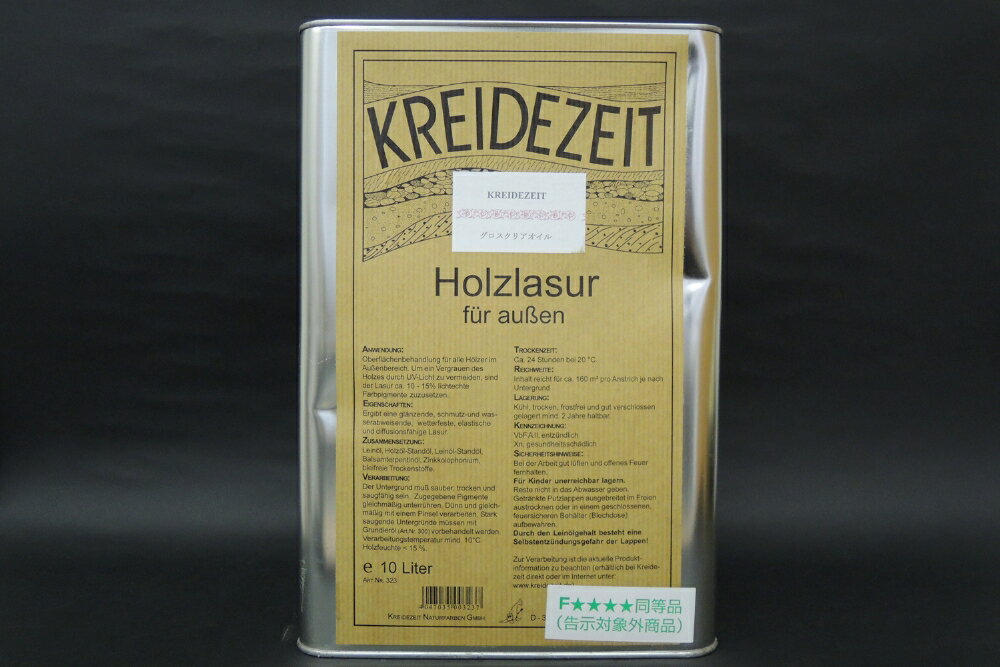 KREIDEZEIT
KREIDEZEIT
グロスクリアオイル
Holzlasur
für außen
ANWENDUNG:
Oberflächenbehandlung für alle Hölzer im
Außenbereich. Um ein Vergrauen des
Holzes durch UV-Licht zu vermeiden, sind
der Lasur ca. 10 - 15% lichtechte
Farbpigmente zuzusetzen.
EIGENSCHAFTEN:
Ergibt eine glänzende, schmutz-und was-
serabweisende, wetterfeste, elastische
und diffusionsfähige Lasur.
ZUSAMMENSETZUNG:
Leinöl, Holzöl-Standöl, Leinöl-Standöl,
Balsamterpentinöl, Zinkkolophonium,
bleifreie Trockenstoffe.
VERARBEITUNG:
Der Untergrund muß sauber, trocken und
saugfähig sein. Zugegebene Pigmente
gleichmäßig unterrühren. Dünn und gleich-
mäßig mit einem Pinsel verarbeiten. Stark
saugende Untergründe müssen mit
Grundieröl (Art.Nr. 300) vorbehandelt werden.
Verarbeitungstemperatur mind. 10°C.
Holzfeuchte < 15 %.
e 10 Liter
ART.NR. 323
TROCKENZEIT:
Ca. 24 Stunden bei 20 °C.
REICHWEITE:
Inhalt reicht für ca. 160 m² pro Anstrich je nach
Untergrund
LAGERUNG:
Kühl, trocken, frostfrei und gut verschlossen
gelagert mind. 2 Jahre haltbar.
KENNZEICHNUNG:
VbF A II, entzündlich
Xn, gesundheitsschädlich
SICHERHEITSHINWEISE:
Bei der Arbeit gut lüften und offenes Feuer
fernhalten.
Für Kinder unerreichbar lagern.
Reste nicht in das Abwasser geben.
Getränkte Putzlappen ausgebreitet im Freien
austrocknen oder in einem geschlossenen,
feuersicheren Behälter (Blechdose)
aufbewahren.
Durch den Leinölgehalt besteht eine
Selbstentzündungsgefahr der Lappen!
Zur Verarbeitung ist die aktuelle Produkt-
information zu beachten (erhältlich bei Kreide-
zeit direkt oder im Internet unter:
4 047035 003237
KREIDEZEIT NATURFARBEN GMBH
F★★★★同等品
(告示対象外商品)